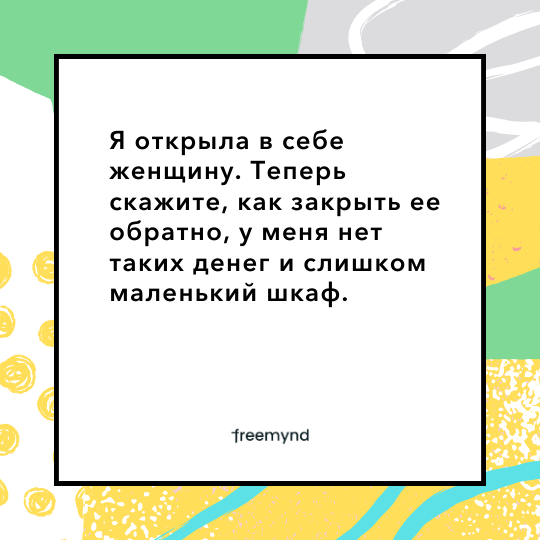 Я открыла в себе
женщину. Теперь
скажите, как закрыть ее
обратно, у меня нет
таких денег и слишком
маленький шкаф.
freemynd